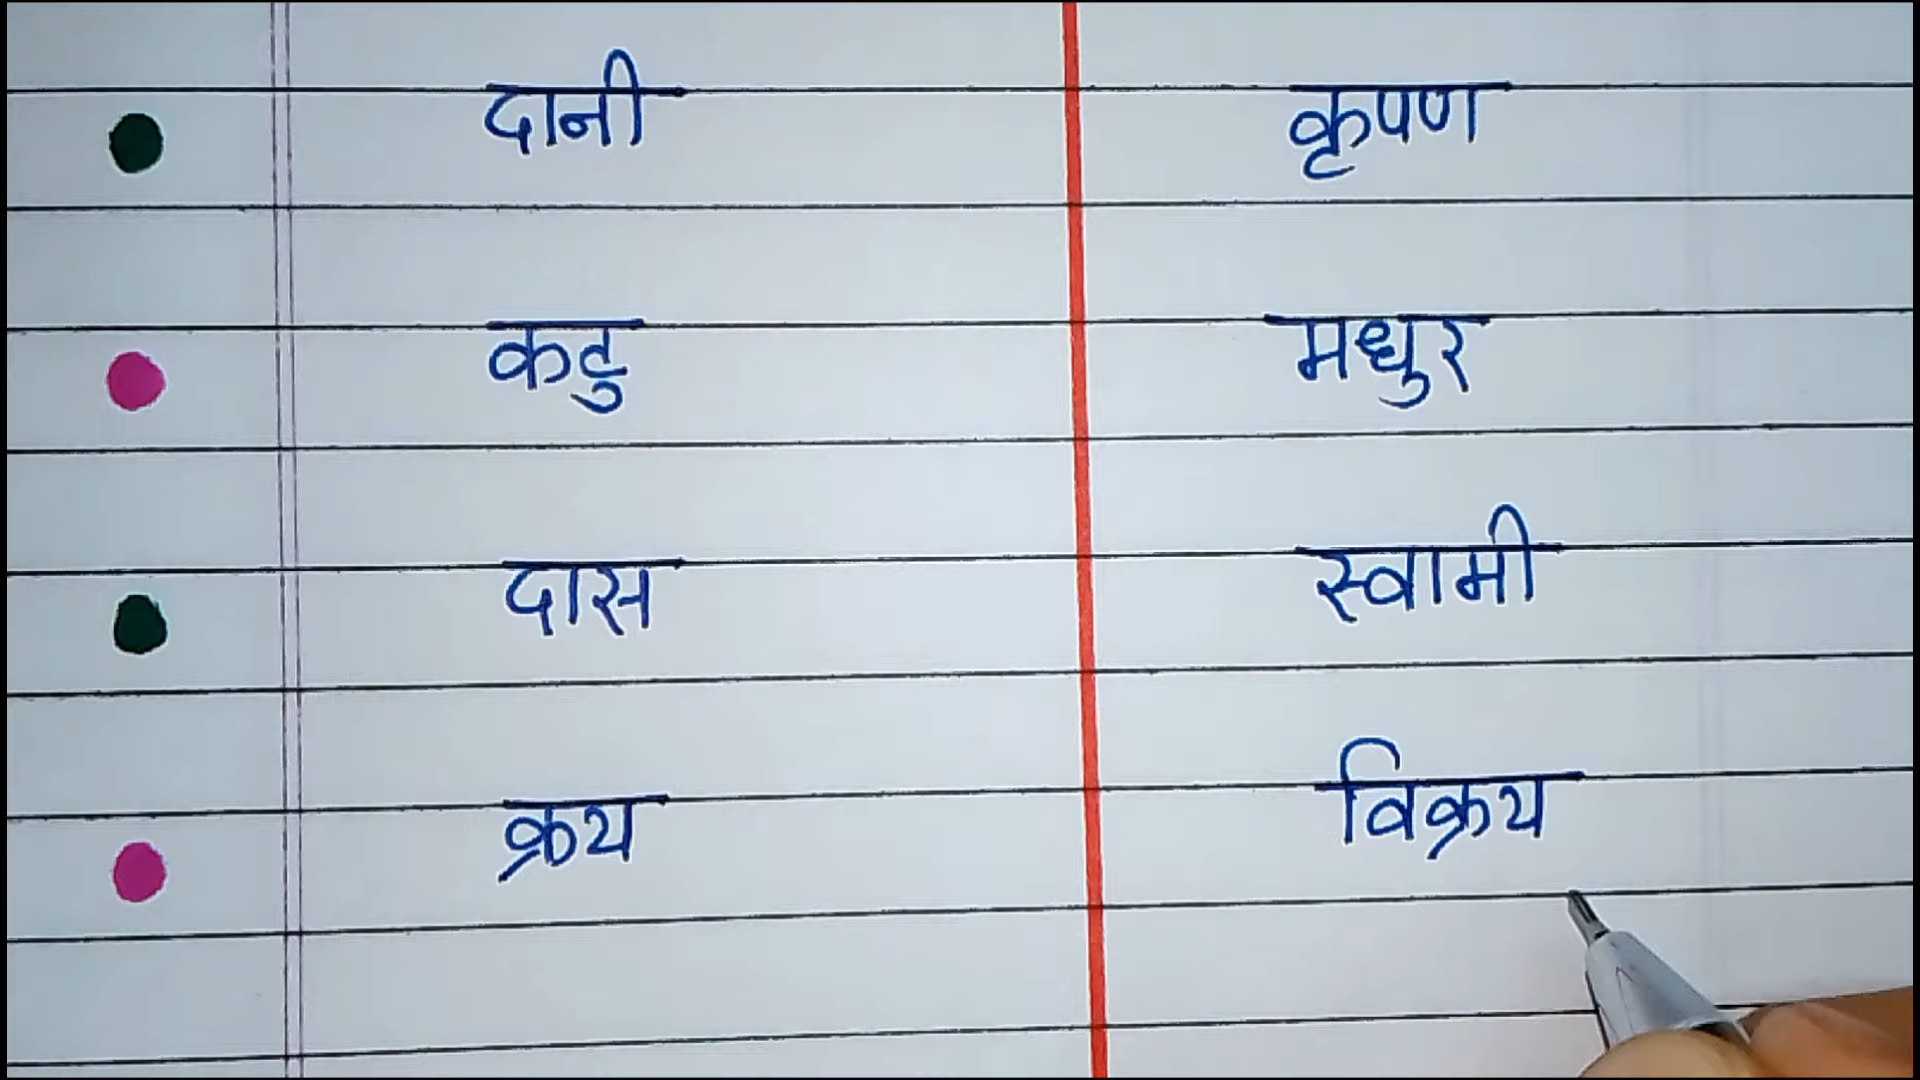 दानी कृपण
कटु मधुर
दास स्वामी
क्रय विक्रय